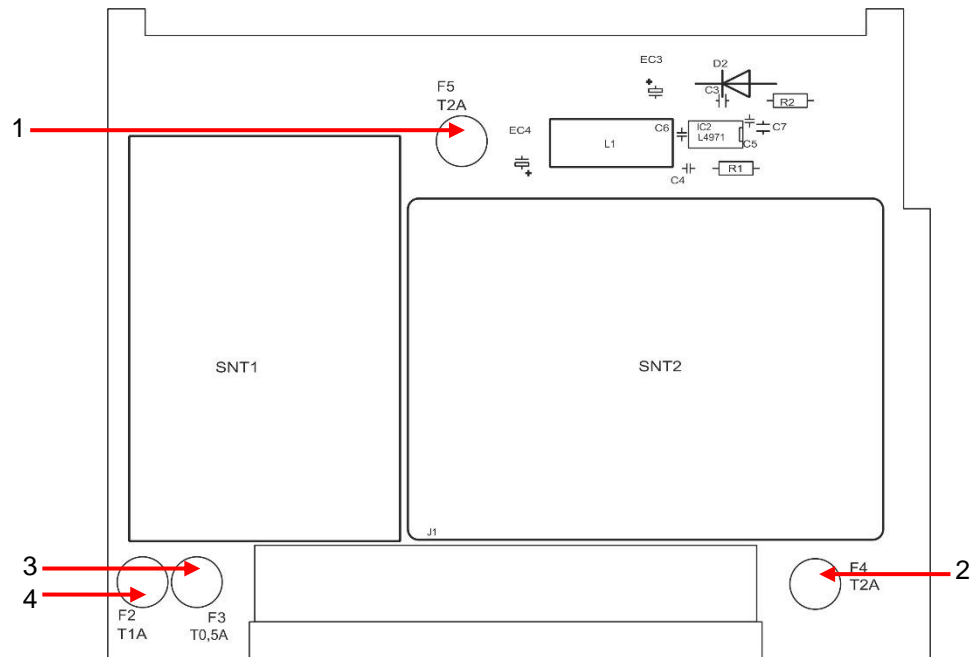 EC3
D2
F5
T2A
C3
R2
1
EC4
C6
IC2
L4971
C7
L1
C5
R1
C4
SNT1
SNT2
J1
3
4
F4
T2A
2
F2
T1A
F3
T0,5A